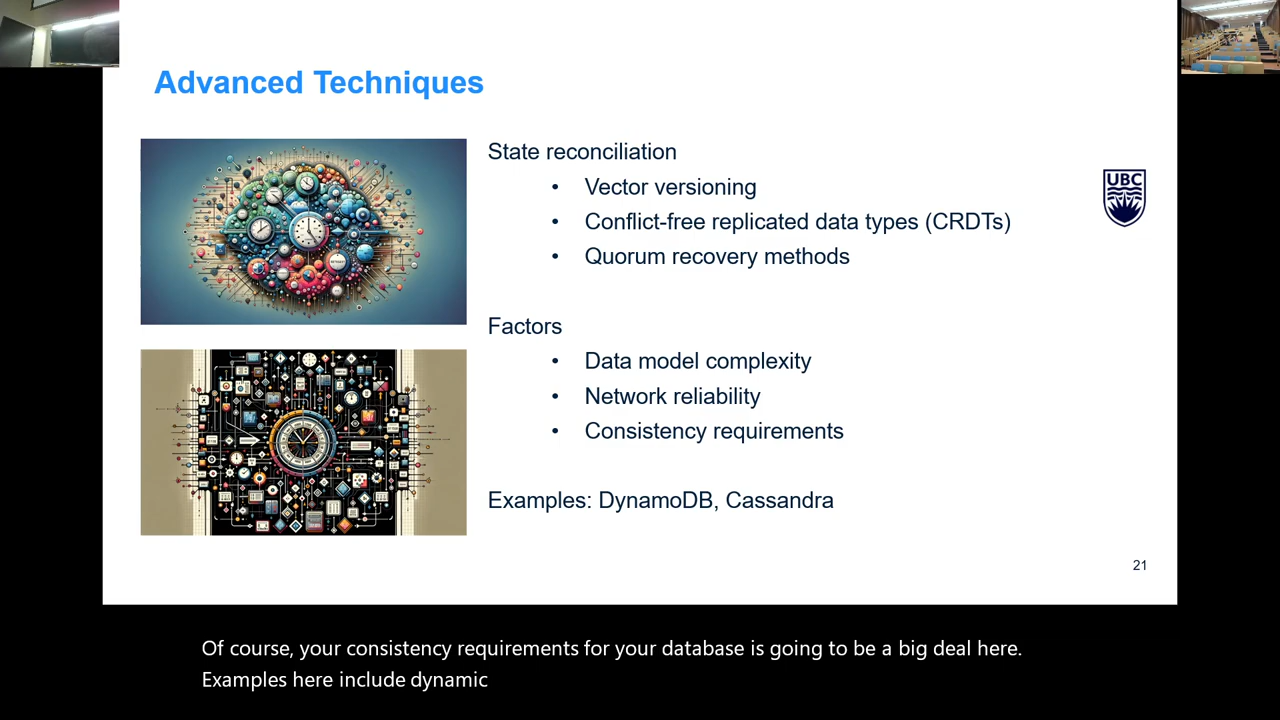 Advanced Techniques
State reconciliation
• Vector versioning
• Conflict-free replicated data types (CRDTs)
• Quorum recovery methods
UBC
Factors
• Data model complexity
• Network reliability
• Consistency requirements
Examples: DynamoDB, Cassandra
21
Of course, your consistency requirements for your database is going to be a big deal here.
Examples here include dynamic